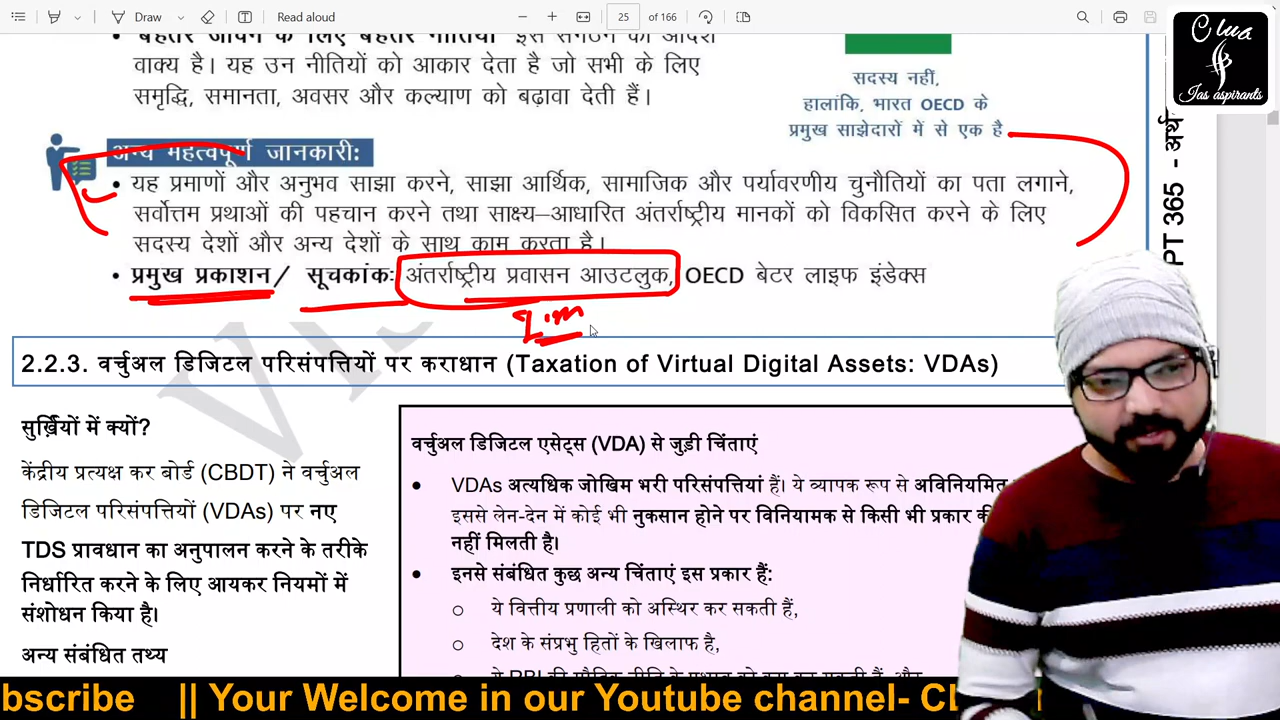 Draw
Read aloud
25 of 166
C lua
Ias aspirants
बेहतर जीवन के लिए बेहतर नीतियां इस संगठन का आदर्श
वाक्य है। यह उन नीतियों को आकार देता है जो सभी के लिए
समृद्धि, समानता, अवसर और कल्याण को बढ़ावा देती हैं।
सदस्य नहीं,
हालांकि, भारत OECD के
प्रमुख साझेदारों में से एक है
अन्य महत्वपूर्ण जानकारी:
• यह प्रमाणों और अनुभव साझा करने, साझा आर्थिक, सामाजिक और पर्यावरणीय चुनौतियों का पता लगाने,
सर्वोत्तम प्रथाओं की पहचान करने तथा साक्ष्य–आधारित अंतर्राष्ट्रीय मानकों को विकसित करने के लिए
सदस्य देशों और अन्य देशों के साथ काम करता है।
• प्रमुख प्रकाशन/ सूचकांकः अंतर्राष्ट्रीय प्रवासन आउटलुक, OECD बेटर लाइफ इंडेक्स
PT 365 - अर्थ
2.2.3. वर्चुअल डिजिटल परिसंपत्तियों पर कराधान (Taxation of Virtual Digital Assets: VDAs)
सुर्ख़ियों में क्यों?
केंद्रीय प्रत्यक्ष कर बोर्ड (CBDT) ने वर्चुअल
डिजिटल परिसंपत्तियों (VDAs) पर नए
TDS प्रावधान का अनुपालन करने के तरीके
निर्धारित करने के लिए आयकर नियमों में
संशोधन किया है।
अन्य संबंधित तथ्य
वर्चुअल डिजिटल एसेट्स (VDA) से जुड़ी चिंताएं
● VDAs अत्यधिक जोखिम भरी परिसंपत्तियां हैं। ये व्यापक रूप से अविनियमित
इससे लेन-देन में कोई भी नुकसान होने पर विनियामक से किसी भी प्रकार की
नहीं मिलती है।
● इनसे संबंधित कुछ अन्य चिंताएं इस प्रकार हैं:
○ ये वित्तीय प्रणाली को अस्थिर कर सकती हैं,
○ देश के संप्रभु हितों के खिलाफ है,
bscribe || Your Welcome in our Youtube channel- C